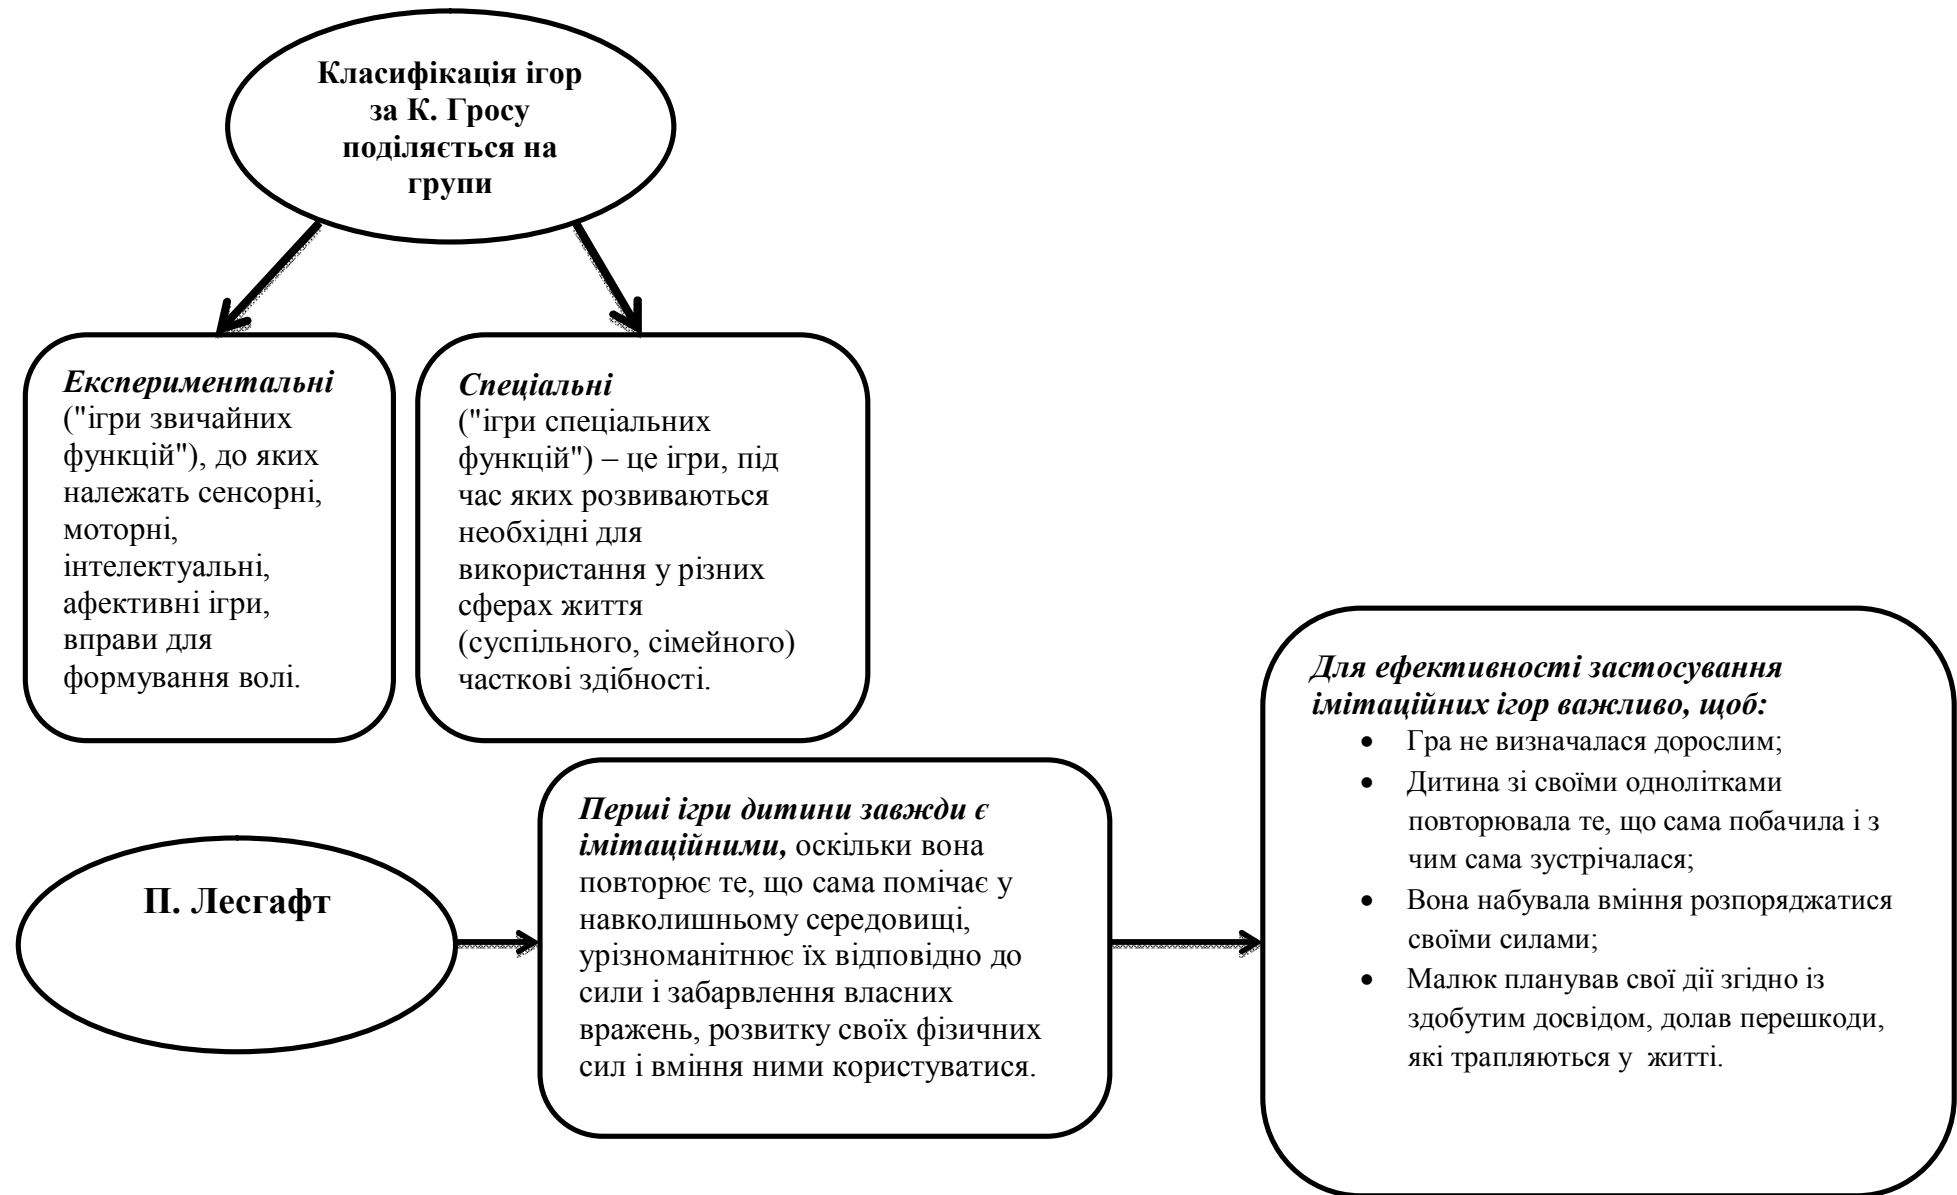 Класифікація ігор
за К. Гросу
поділяється на
групи
Експериментальні
("ігри звичайних
функцій"), до яких
належать сенсорні,
моторні,
інтелектуальні,
афективні ігри,
вправи для
формування волі.
Спеціальні
("ігри спеціальних
функцій") – це ігри, під
час яких розвиваються
необхідні для
використання у різних
сферах життя
(суспільного, сімейного)
часткові здібності.
П. Лесгафт
Перші ігри дитини завжди є
імітаційними, оскільки вона
повторює те, що сама помічає у
навколишньому середовищі,
урізноманітнює їх відповідно до
сили і забарвлення власних
вражень, розвитку своїх фізичних
сил і вміння ними користуватися.
Для ефективності застосування
імітаційних ігор важливо, щоб:
• Гра не визначалася дорослим;
• Дитина зі своїми однолітками
повторювала те, що сама побачила і з
чим сама зустрічалася;
• Вона набувала вміння розпоряджатися
своїми силами;
• Малюк планував свої дії згідно із
здобутим досвідом, долав перешкоди,
які трапляються у житті.